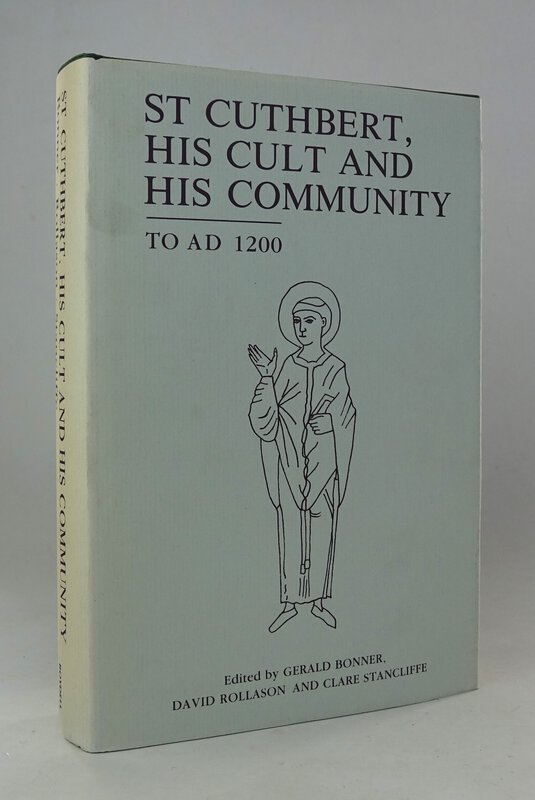 ST CUTHBERT,
HIS CULT AND
HIS COMMUNITY
TO AD 1200
Edited by GERALD BONNER,
DAVID ROLLASON AND CLARE STANCLIFFE
ST CUTHBERT, HIS CULT AND HIS COMMUNITY